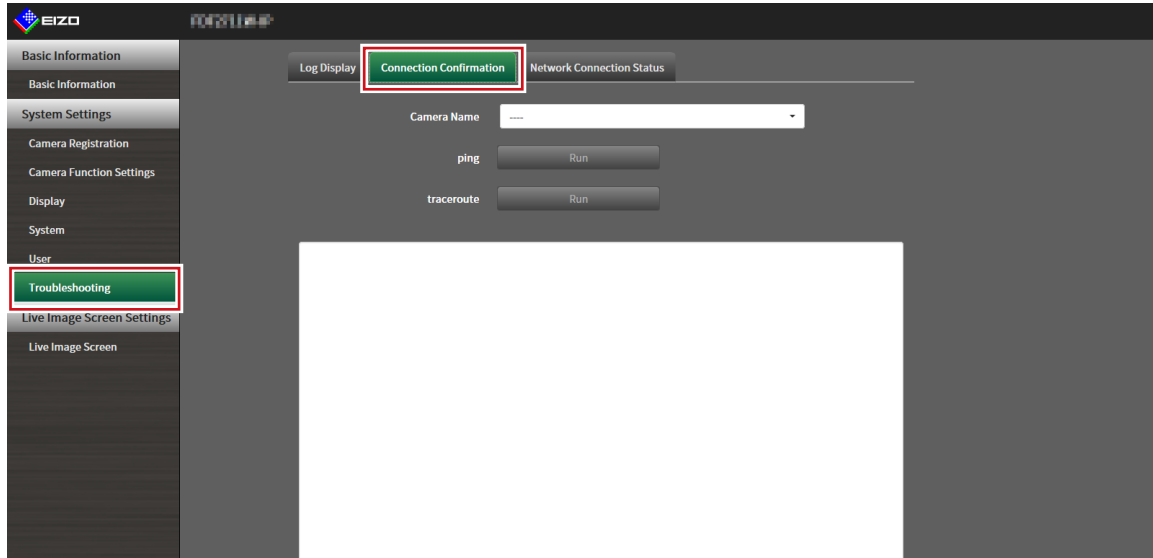 EIZO
Basic Information
Basic Information
System Settings
Camera Registration
Camera Function Settings
Display
System
User
Troubleshooting
Live Image Screen Settings
Live Image Screen
Log Display Connection Confirmation Network Connection Status
Camera Name ----
ping Run
traceroute Run